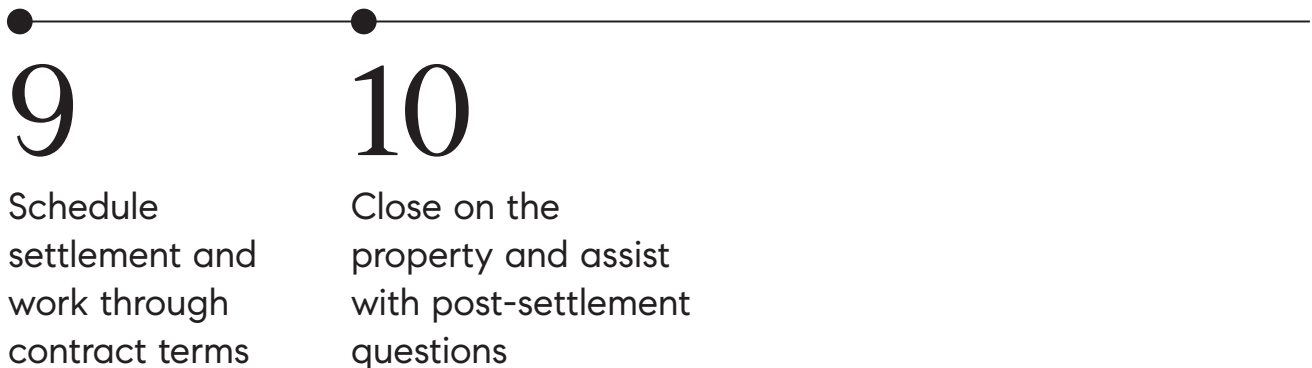 9
Schedule
settlement and
work through
contract terms
10
Close on the
property and assist
with post-settlement
questions